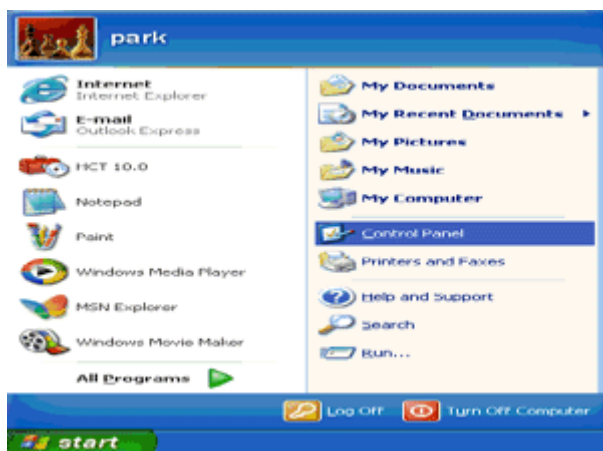 park
Internet
Internet Explorer
E-mail
Outlook Express
HCT 10.0
Notepad
Paint
Windows Media Player
MSN Explorer
Windows Movie Maker
All Programs
My Documents
My Recent Documents
My Pictures
My Music
My Computer
Control Panel
Printers and Faxes
Help and Support
Search
Run...
Log Off
Turn Off Computer
start